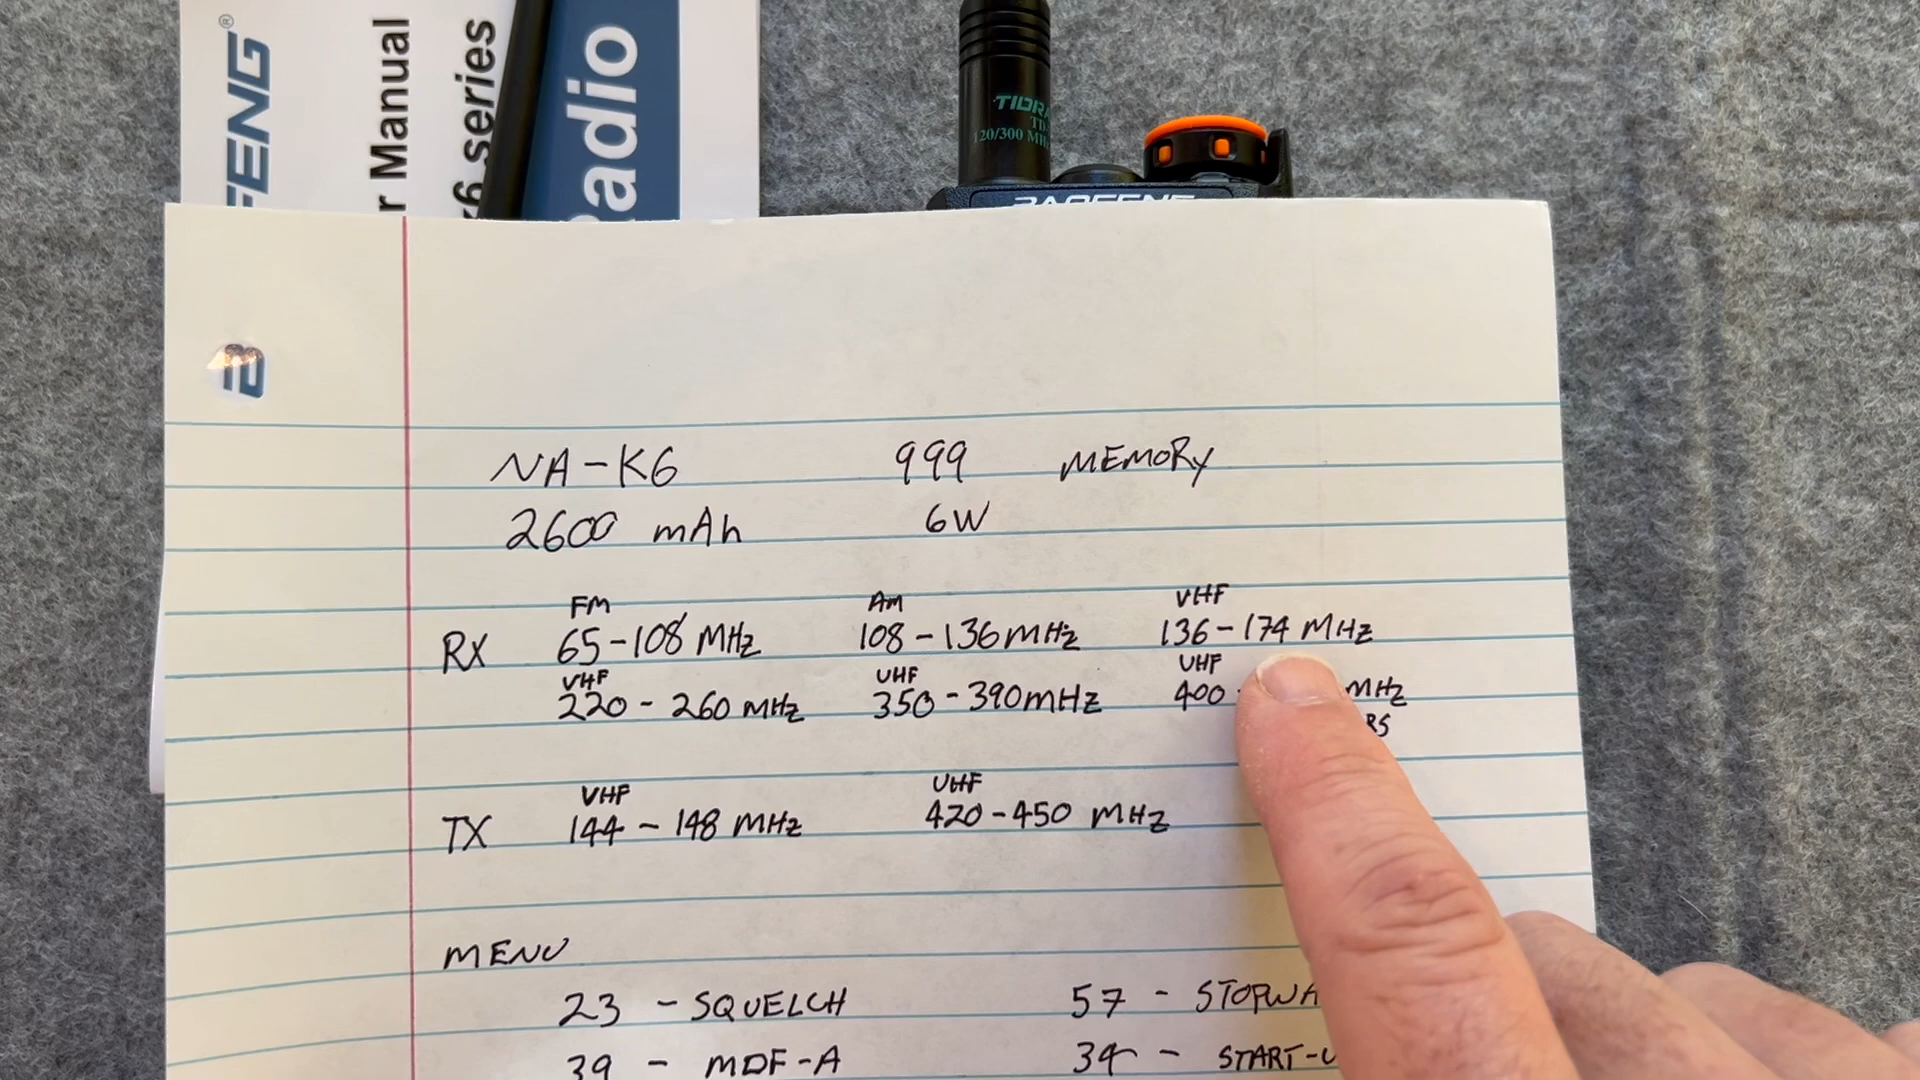 FENG®
r Manual
6 series
adio
TIDRA
TD
120/300 MH
BAOFENG
NA-K6 999 MEMORY
2600 mAh 6W
FM AM VHF
RX 65-108 MHz 108-136 MHz 136-174 MHz
VHF UHF UHF
220-260 MHz 350-390 MHz 400 - MHz
RS
VHF UHF
TX 144-148 MHz 420-450 MHz
MENU
23 - SQUELCH 57 - STOPWA
39 - MDF-A 34 - START-U